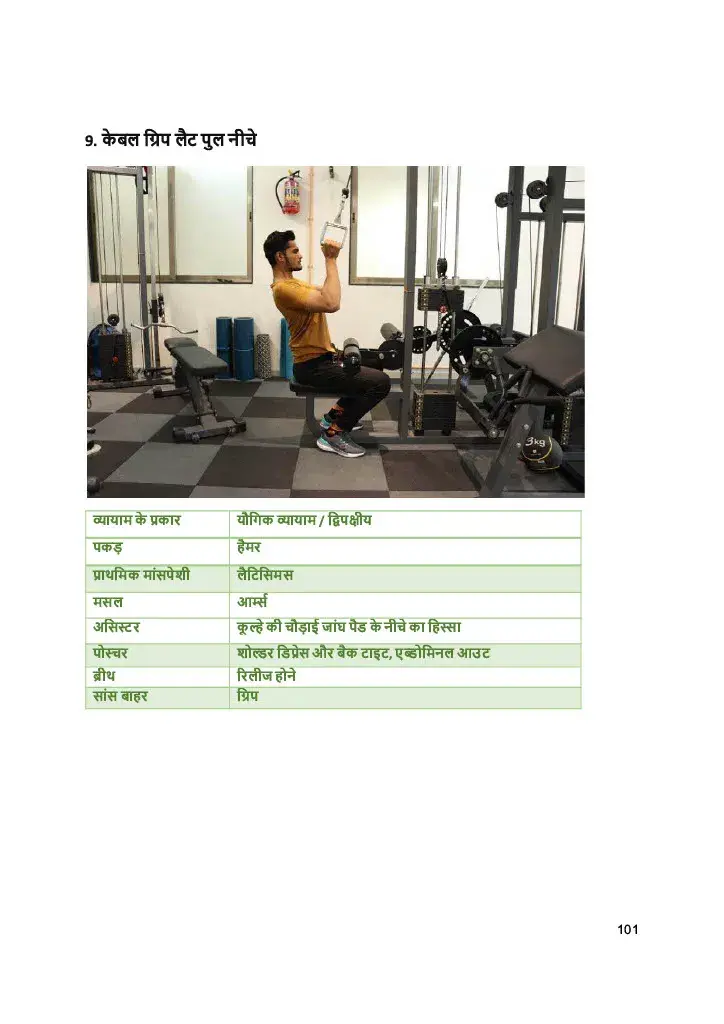 9. केबल ग्रिप लैट पुल नीचे
3kg
व्यायाम के प्रकार यौगिक व्यायाम / द्विपक्षीय
पकड़ हैमर
प्राथमिक मांसपेशी लैटिसिमस
मसल आर्म्स
असिस्टर कूल्हे की चौड़ाई जांघ पैड के नीचे का हिस्सा
पोस्चर शोल्डर डिप्रेस और बैक टाइट, एब्डोमिनल आउट
ब्रीथ रिलीज होने
सांस बाहर ग्रिप
101